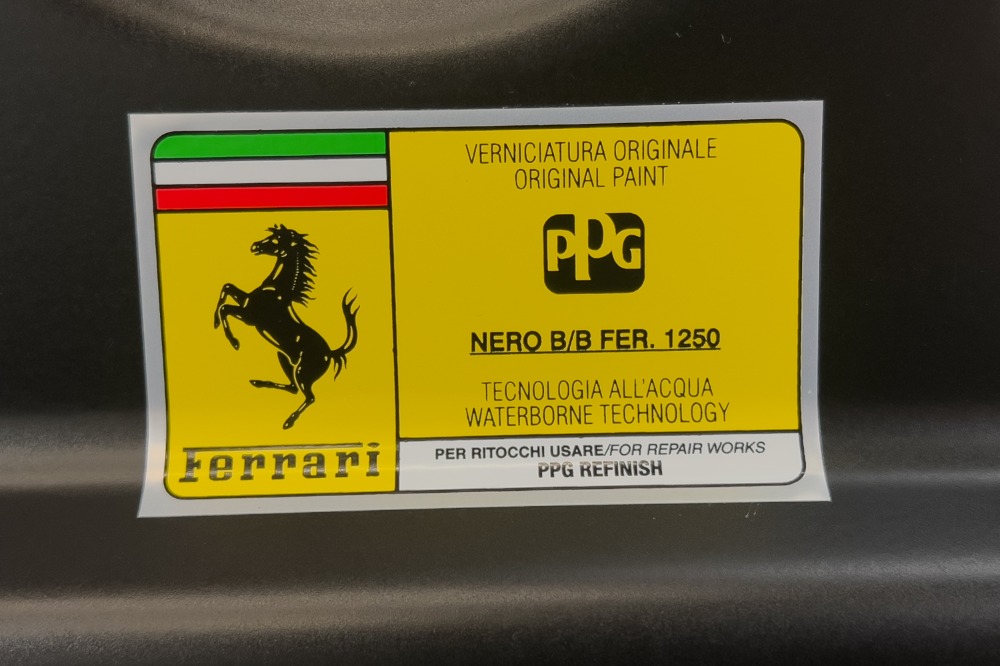 Ferrari
VERNICIATURA ORIGINALE
ORIGINAL PAINT
PPG
NERO B/B FER. 1250
TECNOLOGIA ALL'ACQUA
WATERBORNE TECHNOLOGY
PER RITOCCHI USARE/FOR REPAIR WORKS
PPG REFINiSH